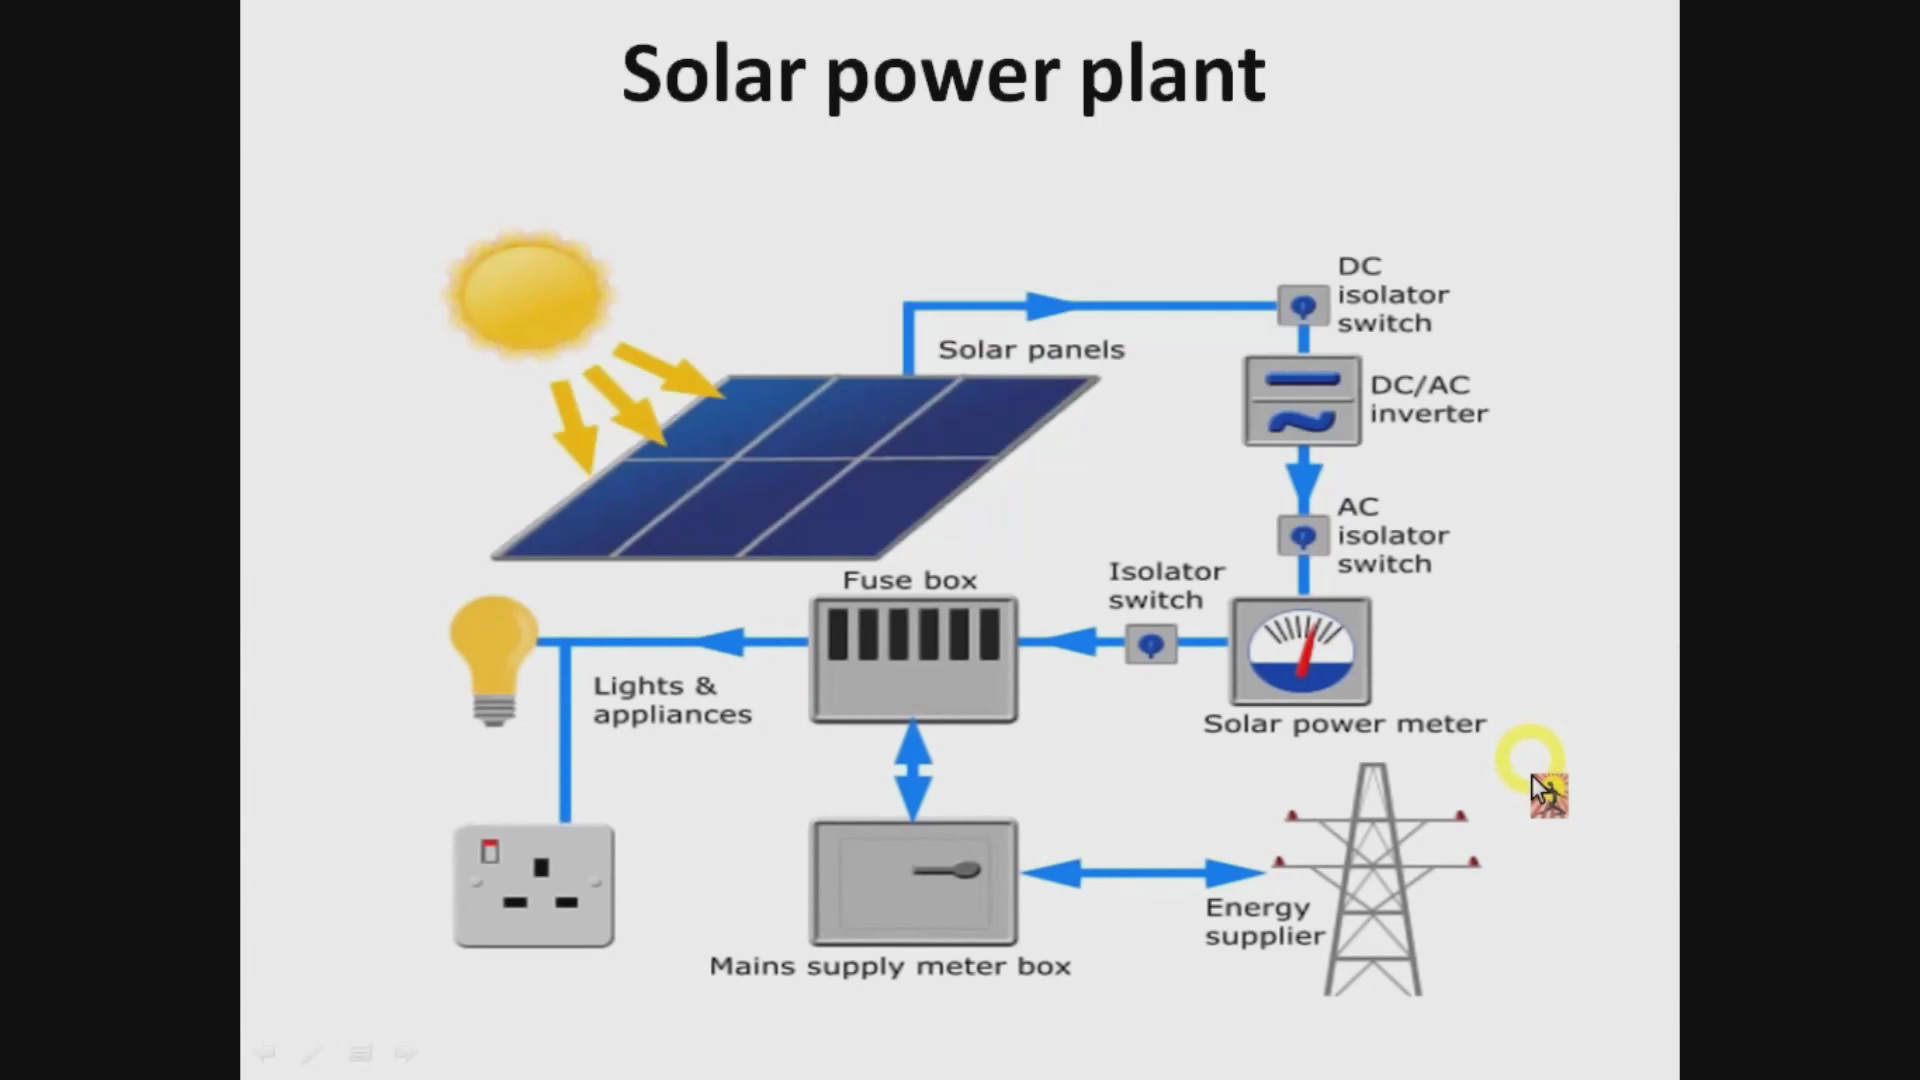 Solar power plant
DC
isolator
switch
Solar panels
DC/AC
inverter
AC
isolator
switch
Isolator
switch
Fuse box
Lights &
appliances
Solar power meter
Energy
supplier
Mains supply meter box